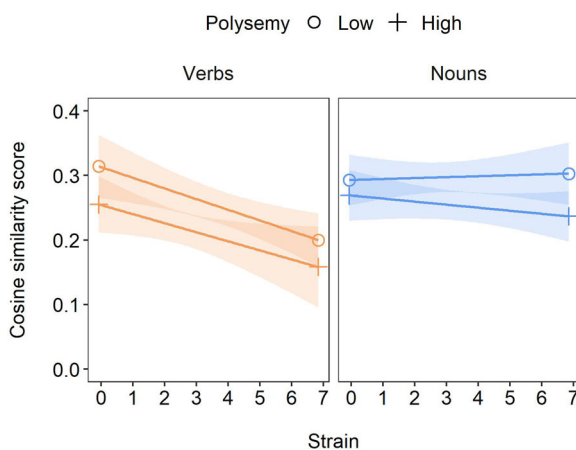 Polysemy Low High
Verbs Nouns
Cosine similarity score
0.4
0.3
0.2
0.1
0.0
0 1 2 3 4 5 6 7 0 1 2 3 4 5 6 7
Strain